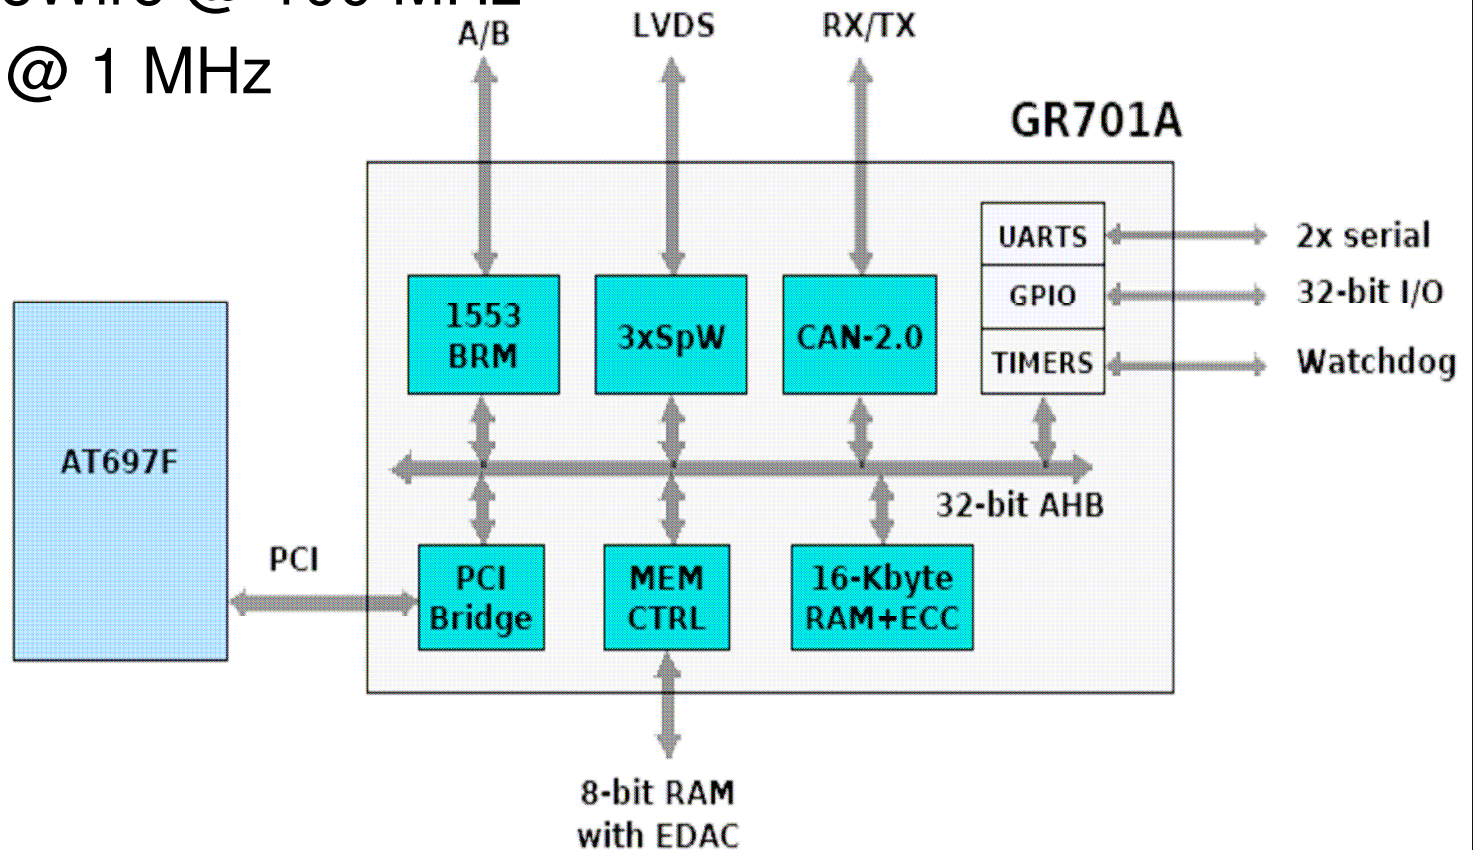 @ 1 MHz
A/B
LVDS
RX/TX
GR701A
UARTS
2x serial
GPIO
32-bit I/O
TIMERS
Watchdog
1553
BRM
3xSpW
CAN-2.0
AT697F
32-bit AHB
PCI
PCI
Bridge
MEM
CTRL
16-Kbyte
RAM+ECC
8-bit RAM
with EDAC